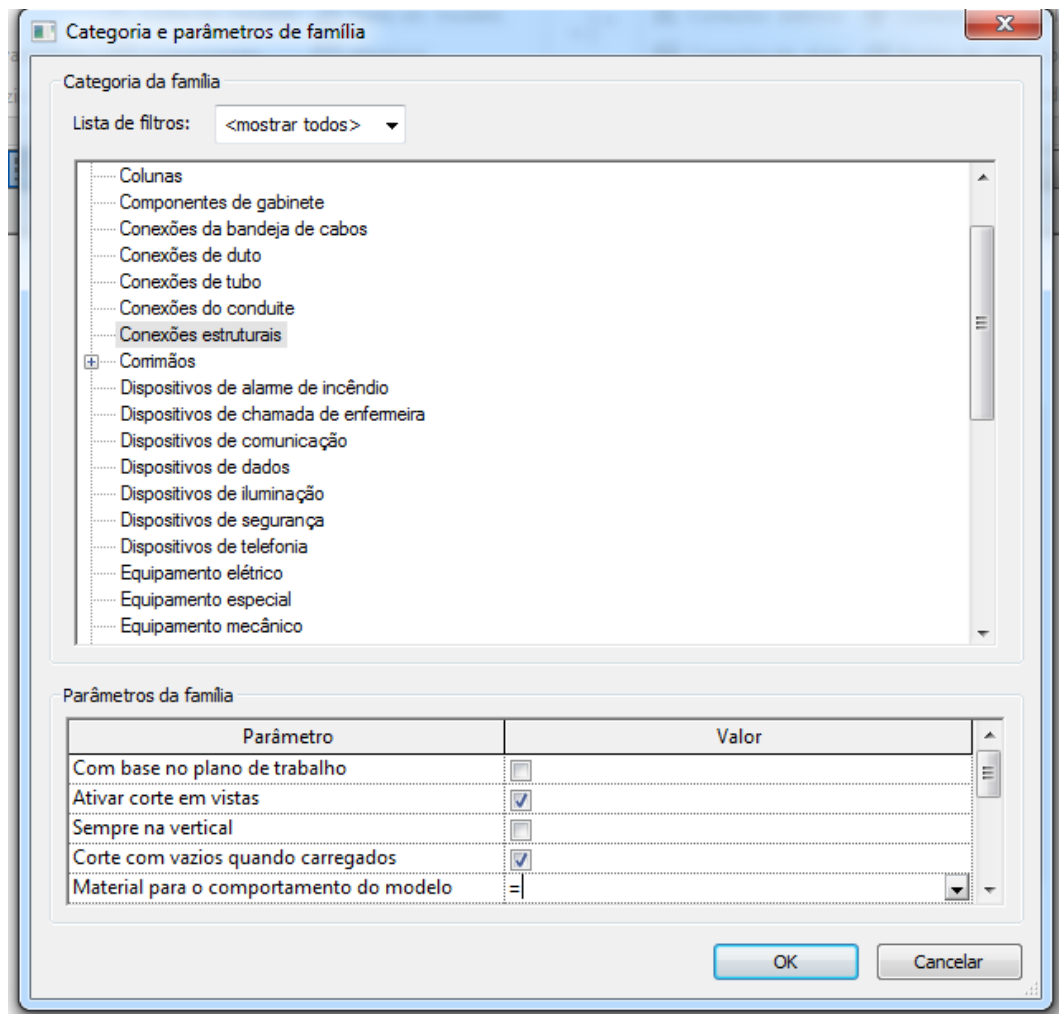 Categoria e parâmetros de família
Categoria da família
Lista de filtros: <mostrar todos>
Colunas
Componentes de gabinete
Conexões da bandeja de cabos
Conexões de duto
Conexões de tubo
Conexões do conduite
Conexões estruturais
Corrimãos
Dispositivos de alarme de incêndio
Dispositivos de chamada de enfermeira
Dispositivos de comunicação
Dispositivos de dados
Dispositivos de iluminação
Dispositivos de segurança
Dispositivos de telefonia
Equipamento elétrico
Equipamento especial
Equipamento mecânico
Parâmetros da família
Parâmetro Valor
Com base no plano de trabalho
Ativar corte em vistas
Sempre na vertical
Corte com vazios quando carregados
Material para o comportamento do modelo =
OK Cancelar